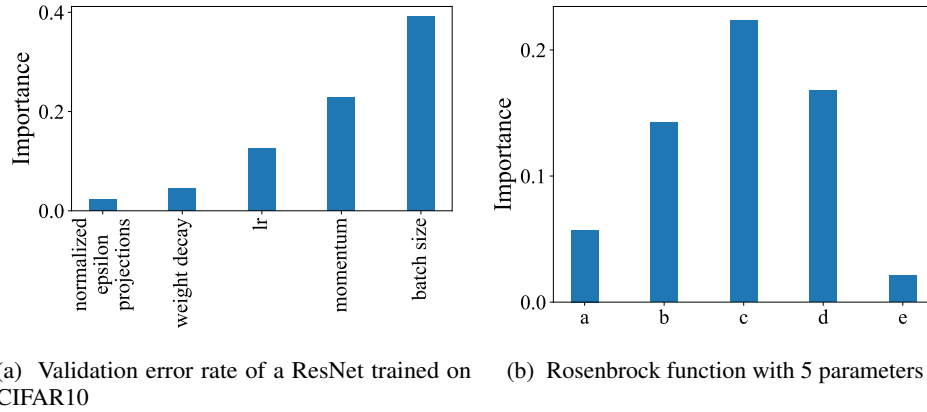 0.4
0.2
0.0
Importance
normalized
epsilon
projections
weight decay
lr
momentum
batch size
0.2
0.1
0.0
Importance
a b c d e
(a) Validation error rate of a ResNet trained on
CIFAR10
(b) Rosenbrock function with 5 parameters